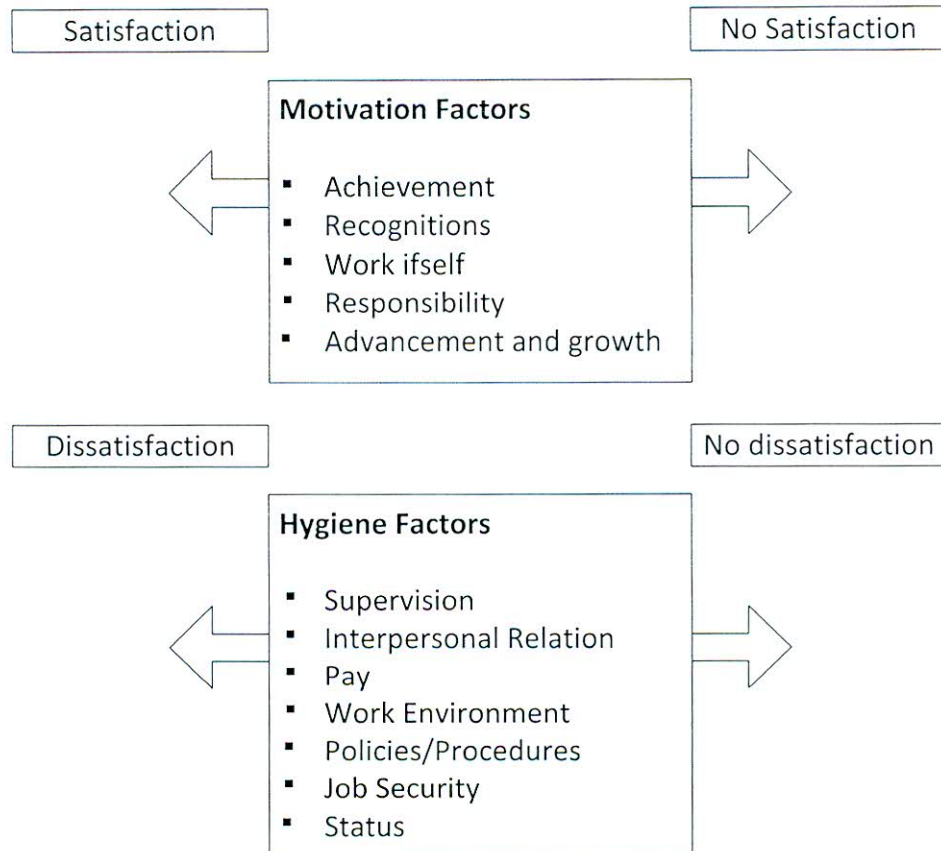 Satisfaction
No Satisfaction
Motivation Factors
▪ Achievement
▪ Recognitions
▪ Work ifself
▪ Responsibility
▪ Advancement and growth
Dissatisfaction
No dissatisfaction
Hygiene Factors
▪ Supervision
▪ Interpersonal Relation
▪ Pay
▪ Work Environment
▪ Policies/Procedures
▪ Job Security
▪ Status